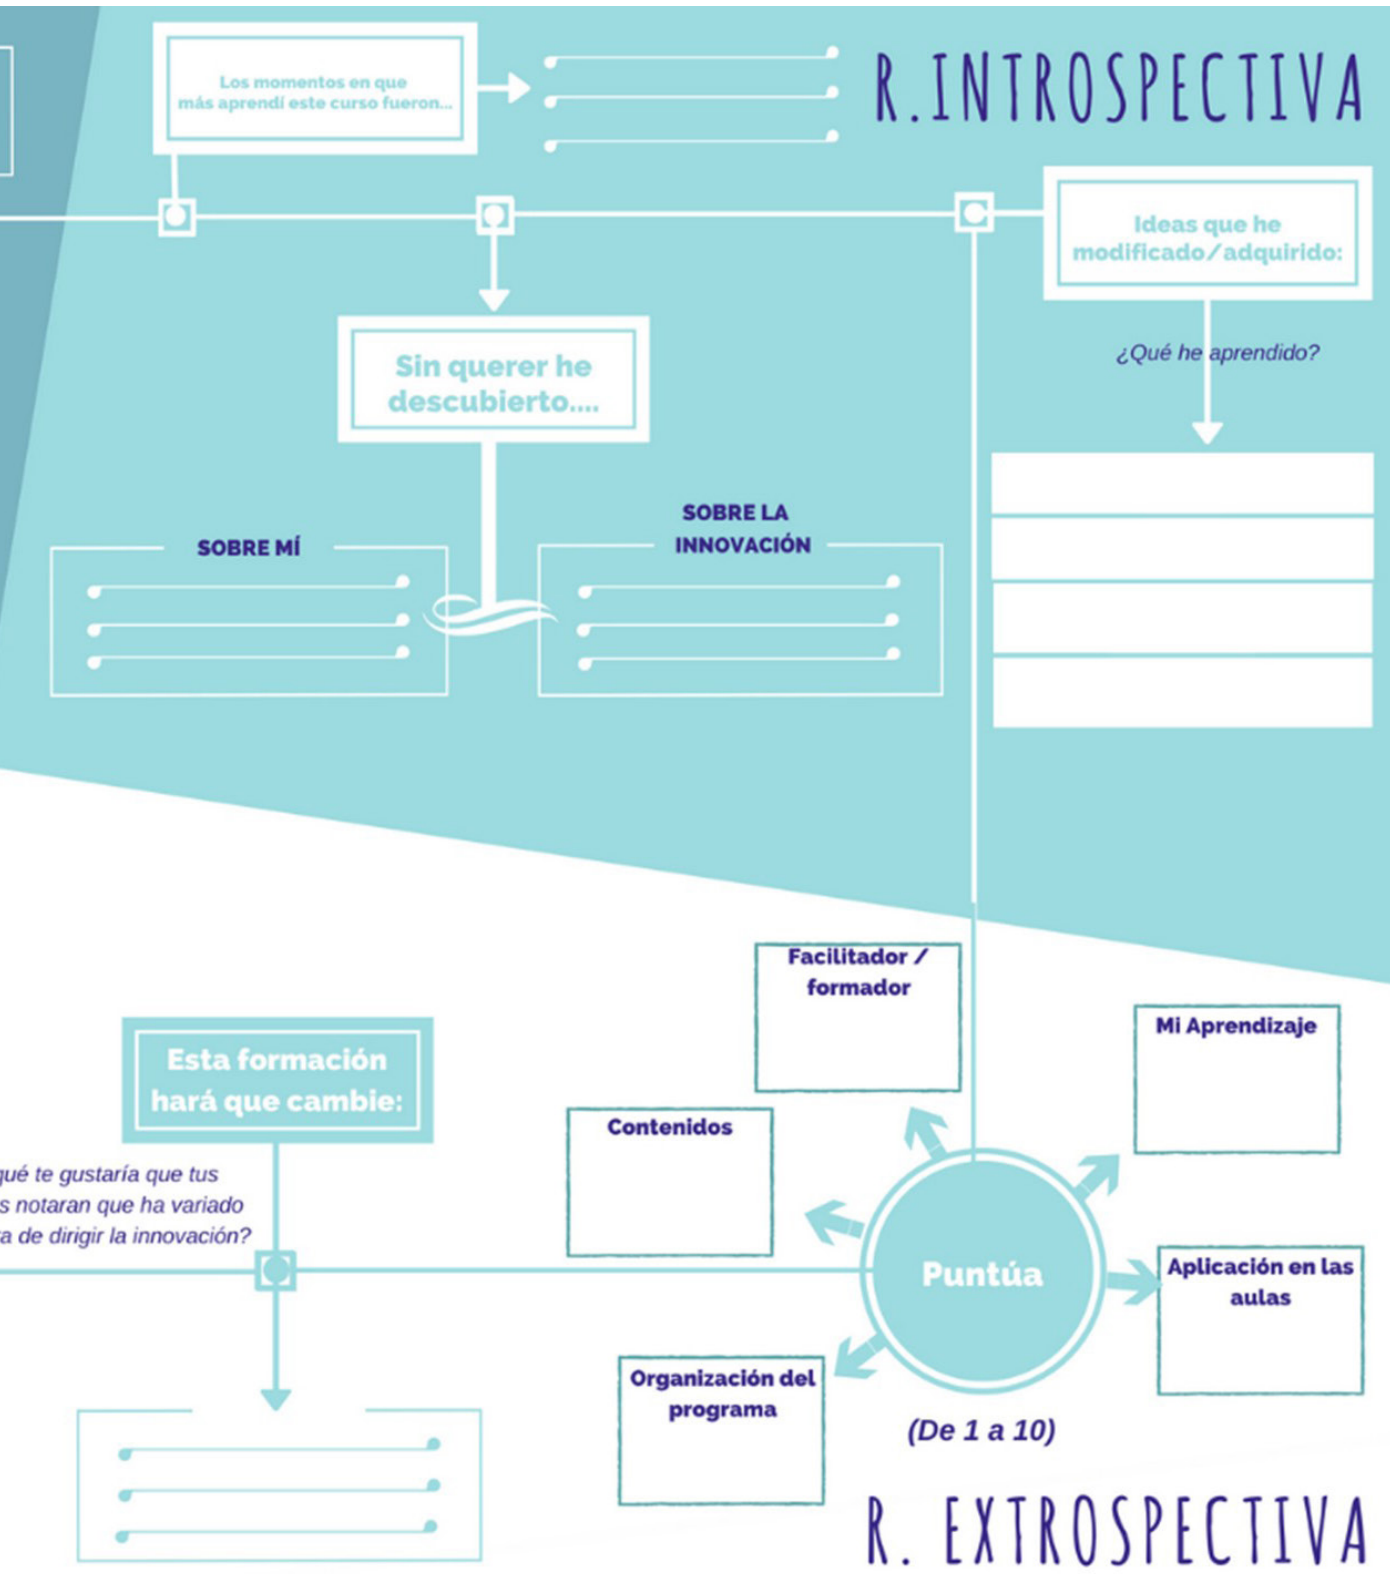 R.INTROSPECTIVA
Los momentos en que
más aprendí este curso fueron...
Ideas que he
modificado/adquirido:
¿Qué he aprendido?
Sin querer he
descubierto....
SOBRE MÍ
SOBRE LA
INNOVACIÓN
Facilitador /
formador
Mi Aprendizaje
Esta formación
hará que cambie:
Contenidos
qué te gustaría que tus
notaran que ha variado
de dirigir la innovación?
Puntúa
Aplicación en las
aulas
Organización del
programa
(De 1 a 10)
R. EXTROSPECTIVA